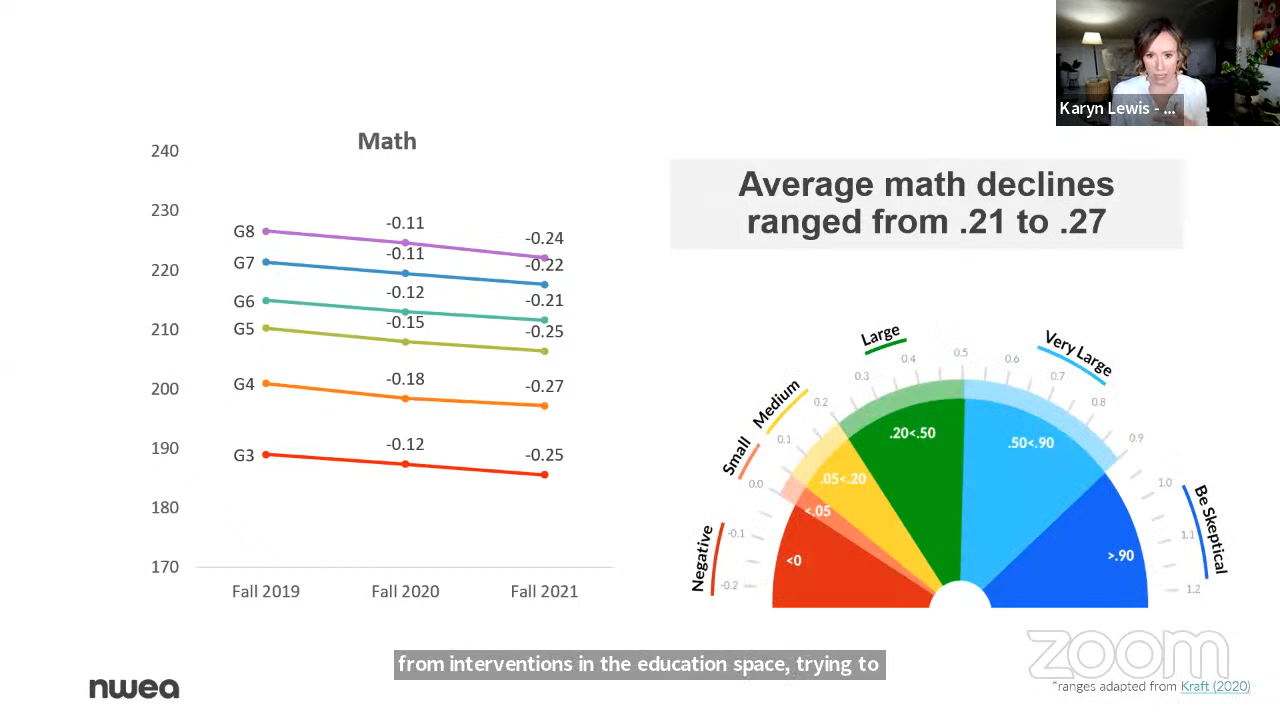 Karyn Lewis - ...
Math
240
230
220
210
200
190
180
170
G8
-0.11
-0.24
G7
-0.11
-0.22
G6
-0.12
-0.21
G5
-0.15
-0.25
G4
-0.18
-0.27
G3
-0.12
-0.25
Fall 2019
Fall 2020
Fall 2021
Average math declines
ranged from .21 to .27
Negative
Small
Medium
Large
Very Large
Be Skeptical
-0.2
-0.1
0.0
0.1
0.2
0.3
0.4
0.5
0.6
0.7
0.8
0.9
1.0
1.1
1.2
<0
<.05
.05<.20
.20<.50
.50<.90
>.90
from interventions in the education space, trying to
nwea
zoom
*ranges adapted from Kraft (2020)